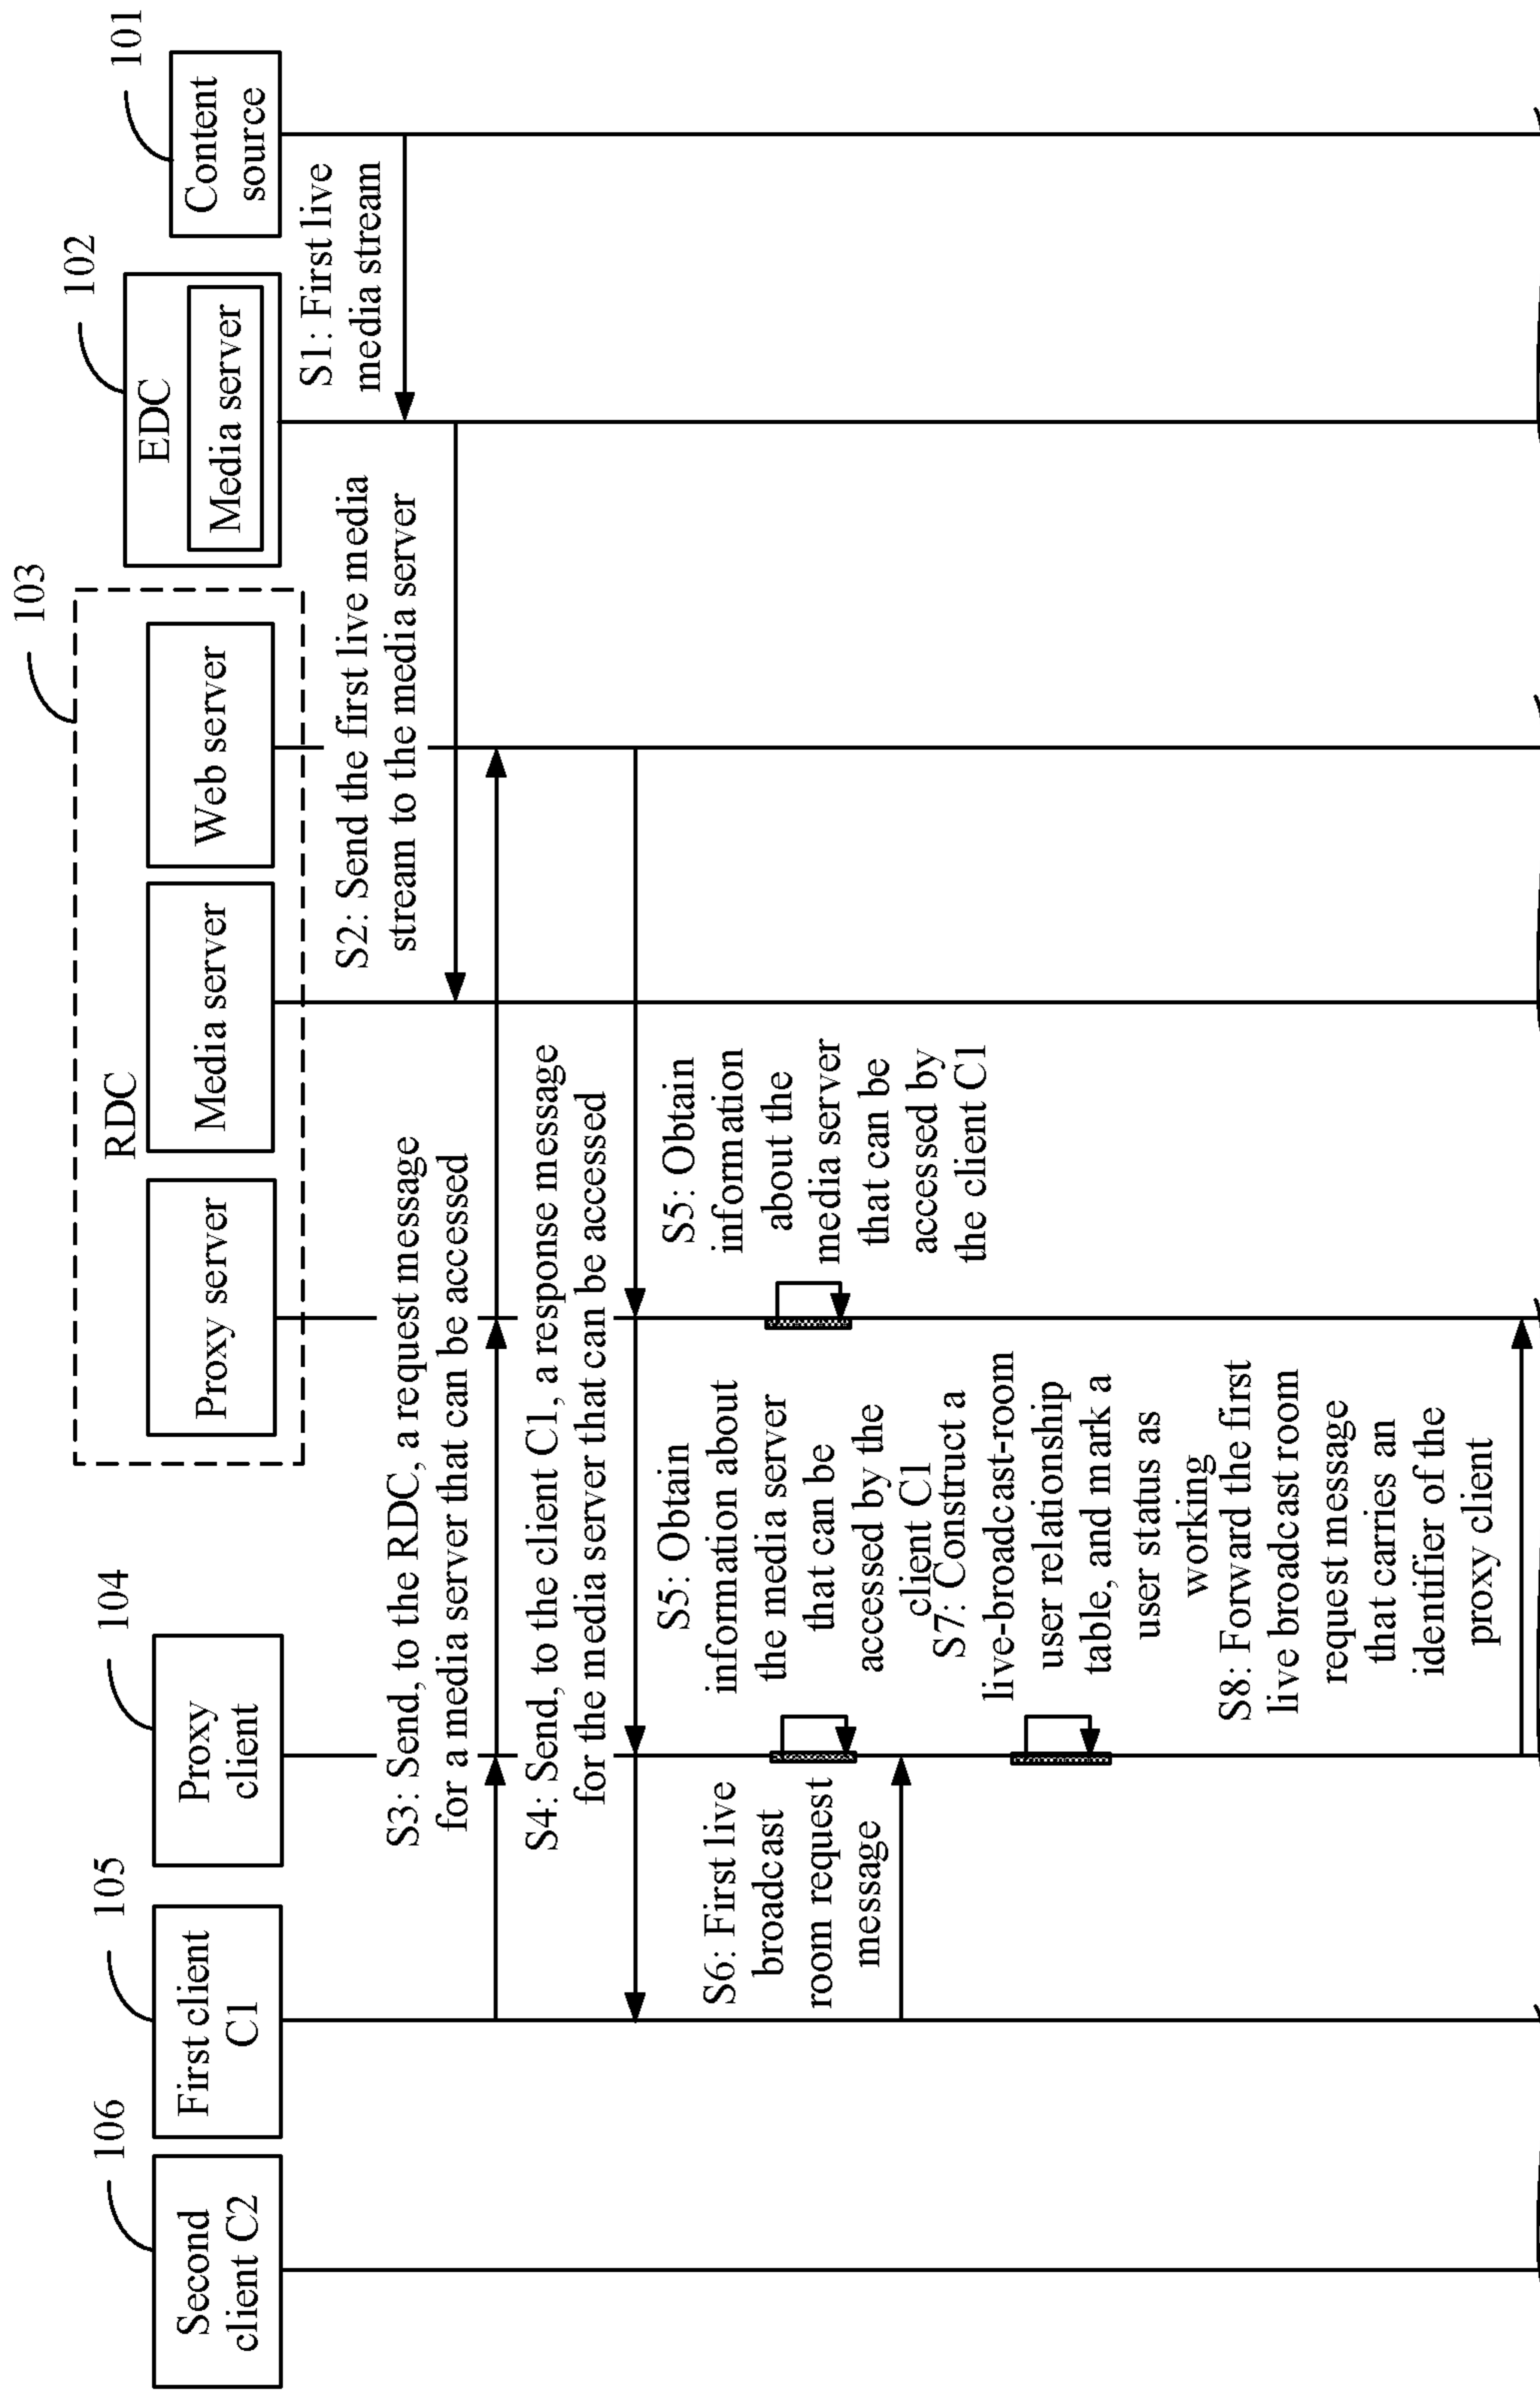 106
Second
client C2
105
First client
C1
104
Proxy
client
103
RDC
Proxy server
Media server
Web server
102
EDC
Media server
101
Content
source
S1: First live
media stream
S2: Send the first live media
stream to the media server
S3: Send, to the RDC, a request message
for a media server that can be accessed
S4: Send, to the client C1, a response message
for the media server that can be accessed
S5: Obtain
information about
the media server
that can be
accessed by the
client C1
S5: Obtain
information
about the
media server
that can be
accessed by
the client C1
S6: First live
broadcast
room request
message
S7: Construct a
live-broadcast-room
user relationship
table, and mark a
user status as
working
S8: Forward the first
live broadcast room
request message
that carries an
identifier of the
proxy client